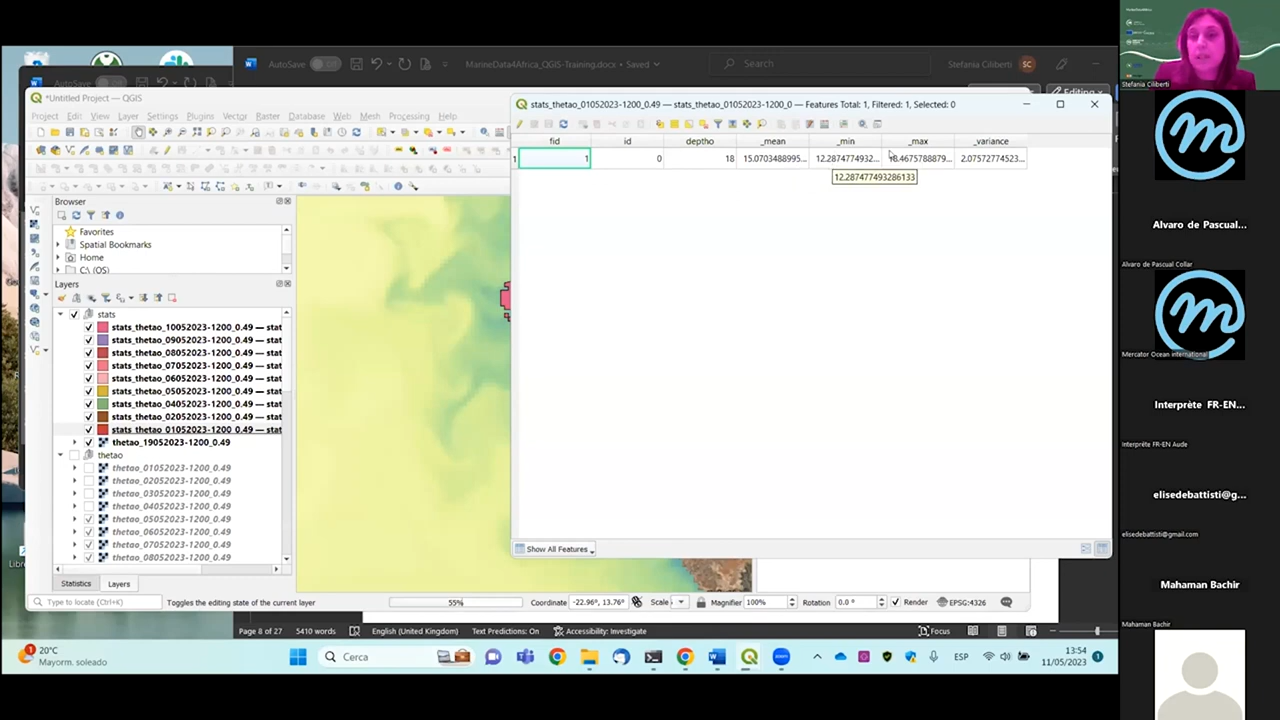 AutoSave Off MarineData4Africa_QGIS-Training.docx • Saved Search Stefania Ciliberti SC
AutoSave
Editing
*Untitled Project — QGIS
Project Edit View Layer Settings Plugins Vector Raster Database Web Mesh Processing Help
stats_thetao_01052023-1200_0.49 — stats_thetao_01052023-1200_0 — Features Total: 1, Filtered: 1, Selected: 0
fid id deptho _mean _min _max _variance
1 1 0 18 15.0703488995... 12.2874774932... 18.4675788879... 2.07572774523...
12.287477493286133
Browser
Favorites
Spatial Bookmarks
Home
C:\ (OS)
Layers
stats
stats_thetao_10052023-1200_0.49 — stat
stats_thetao_09052023-1200_0.49 — stat
stats_thetao_08052023-1200_0.49 — stat
stats_thetao_07052023-1200_0.49 — stat
stats_thetao_06052023-1200_0.49 — stat
stats_thetao_05052023-1200_0.49 — stat
stats_thetao_04052023-1200_0.49 — stat
stats_thetao_02052023-1200_0.49 — stat
stats_thetao_01052023-1200_0.49 — stat
thetao_19052023-1200_0.49
thetao
thetao_01052023-1200_0.49
thetao_02052023-1200_0.49
thetao_03052023-1200_0.49
thetao_04052023-1200_0.49
thetao_05052023-1200_0.49
thetao_06052023-1200_0.49
thetao_07052023-1200_0.49
thetao_08052023-1200_0.49
Libre
Show All Features
Statistics Layers
Type to locate (Ctrl+K) Toggles the editing state of the current layer 55% Coordinate -22.96°, 13.76° Scale Magnifier 100% Rotation 0.0 ° Render EPSG:4326
Page 8 of 27 5410 words English (United Kingdom) Text Predictions: On Accessibility: Investigate Focus
1
20°C
Mayorm. soleado
Cerca
ESP
13:54
11/05/2023
1
Stefania Ciliberti
Alvaro de Pascual...
Alvaro de Pascual Collar
Mercator Ocean international
Interprète FR-EN...
Interprète FR-EN Aude
elisedebattisti@g...
elisedebattisti@gmail.com
Mahaman Bachir
Mahaman Bachir